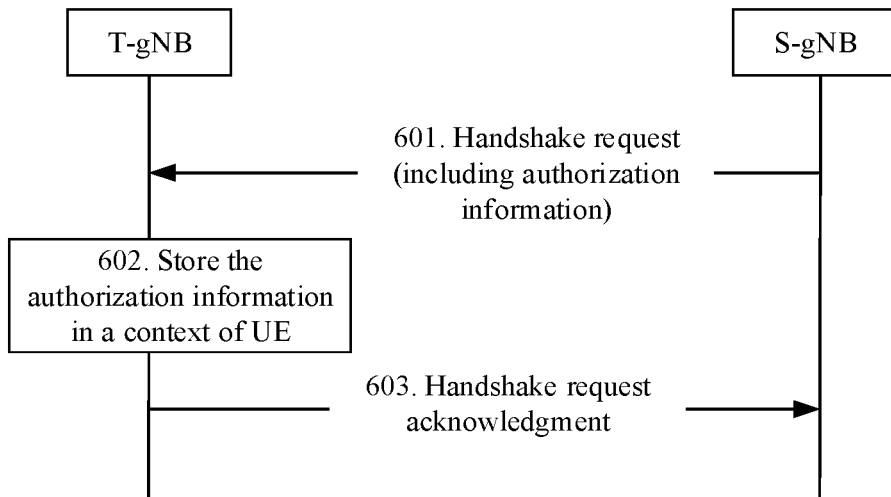 T-gNB
S-gNB
601. Handshake request
(including authorization
information)
602. Store the
authorization information
in a context of UE
603. Handshake request
acknowledgment